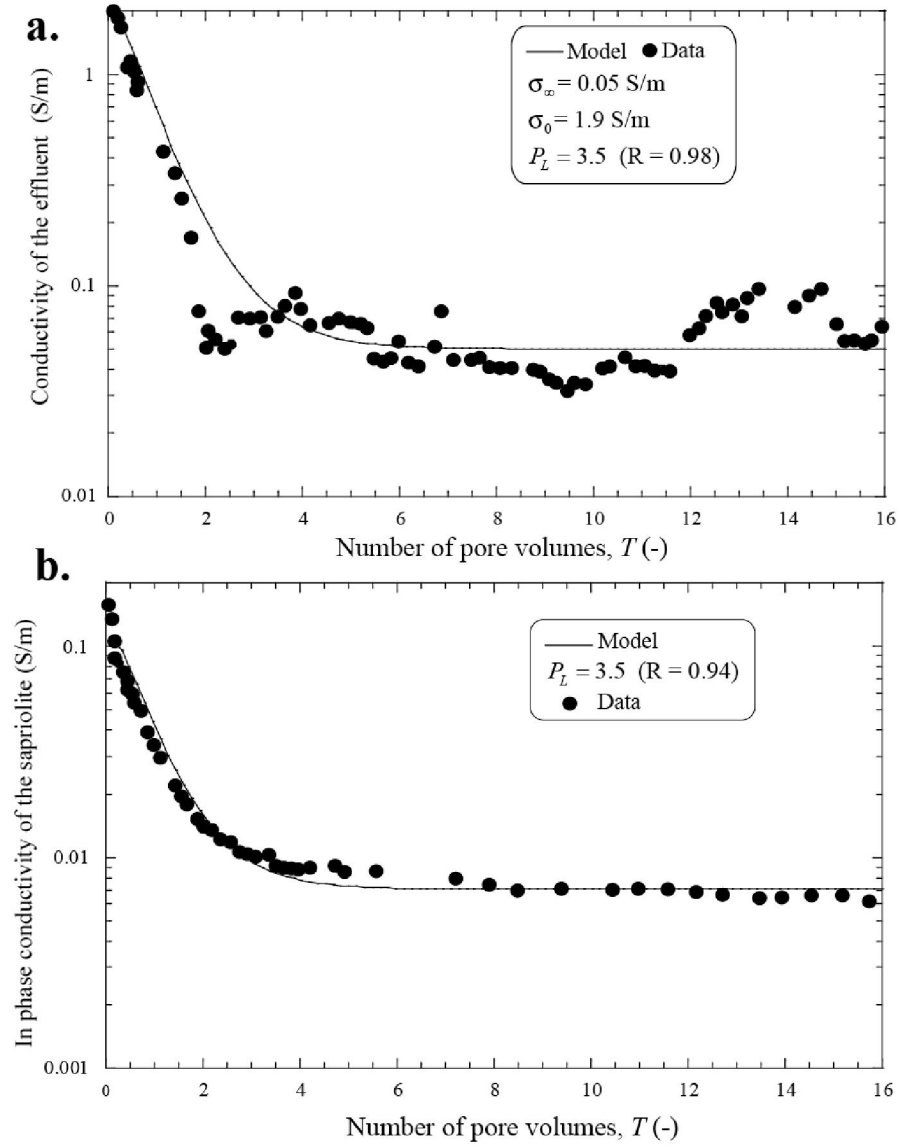 a.
Conductivity of the effluent (S/m)
1
0.1
0.01
Model Data
σ∞ = 0.05 S/m
σ0 = 1.9 S/m
PL = 3.5 (R = 0.98)
0 2 4 6 8 10 12 14 16
Number of pore volumes, T (-)
b.
In phase conductivity of the sapriolite (S/m)
0.1
0.01
0.001
Model
PL = 3.5 (R = 0.94)
Data
0 2 4 6 8 10 12 14 16
Number of pore volumes, T (-)